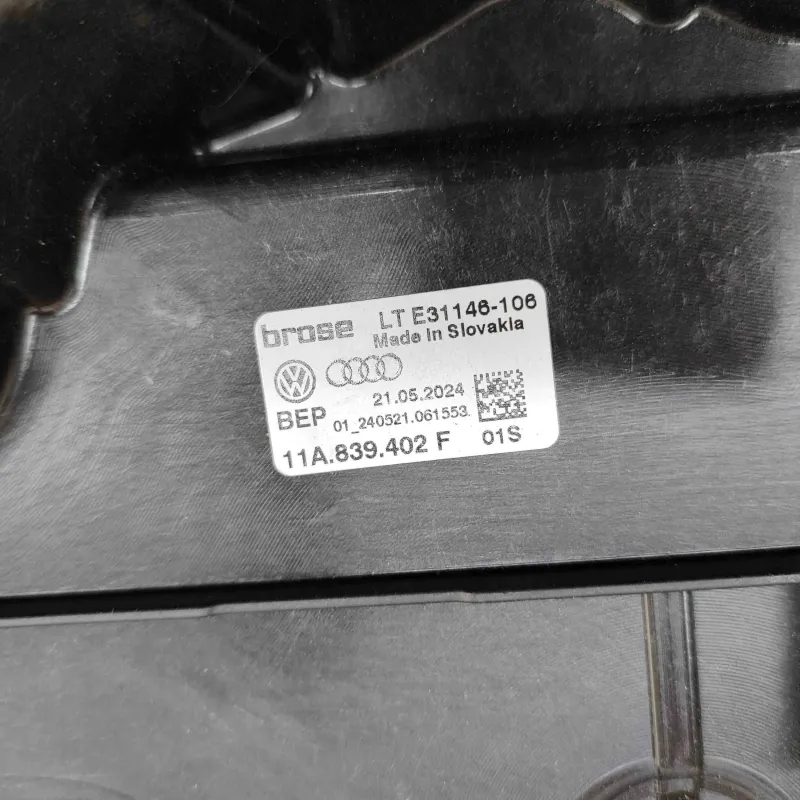 brose LT E31146-106
Made in Slovakia
21.05.2024
BEP 01_240521.061553.
11A.839.402 F 01S